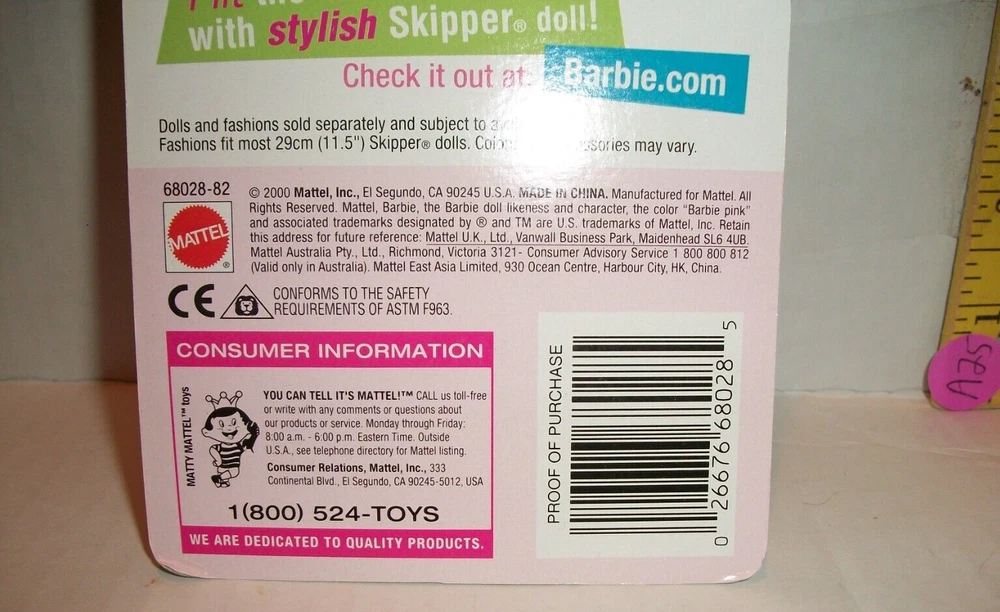 with stylish Skipper® doll!
Check it out at Barbie.com
Dolls and fashions sold separately and subject to
Fashions fit most 29cm (11.5") Skipper® dolls. may vary.
68028-82
© 2000 Mattel, Inc., El Segundo, CA 90245 U.S.A. MADE IN CHINA. Manufactured for Mattel. All
Rights Reserved. Mattel, Barbie, the Barbie doll likeness and character, the color "Barbie pink"
and associated trademarks designated by ® and TM are U.S. trademarks of Mattel, Inc. Retain
this address for future reference: Mattel U.K., Ltd., Vanwall Business Park, Maidenhead SL6 4UB.
Mattel Australia Pty., Ltd., Richmond, Victoria 3121- Consumer Advisory Service 1 800 800 812
(Valid only in Australia). Mattel East Asia Limited, 930 Ocean Centre, Harbour City, HK, China.
MATTEL®
CE
CONFORMS TO THE SAFETY
REQUIREMENTS OF ASTM F963.
CONSUMER INFORMATION
MATTY MATTEL™ toys
YOU CAN TELL IT'S MATTEL!™ CALL us toll-free
or write with any comments or questions about
our products or service. Monday through Friday:
8:00 a.m. - 6:00 p.m. Eastern Time. Outside
U.S.A., see telephone directory for Mattel listing.
Consumer Relations, Mattel, Inc., 333
Continental Blvd., El Segundo, CA 90245-5012, USA
1(800) 524-TOYS
WE ARE DEDICATED TO QUALITY PRODUCTS.
PROOF OF PURCHASE
0 26676 68028 5
A25